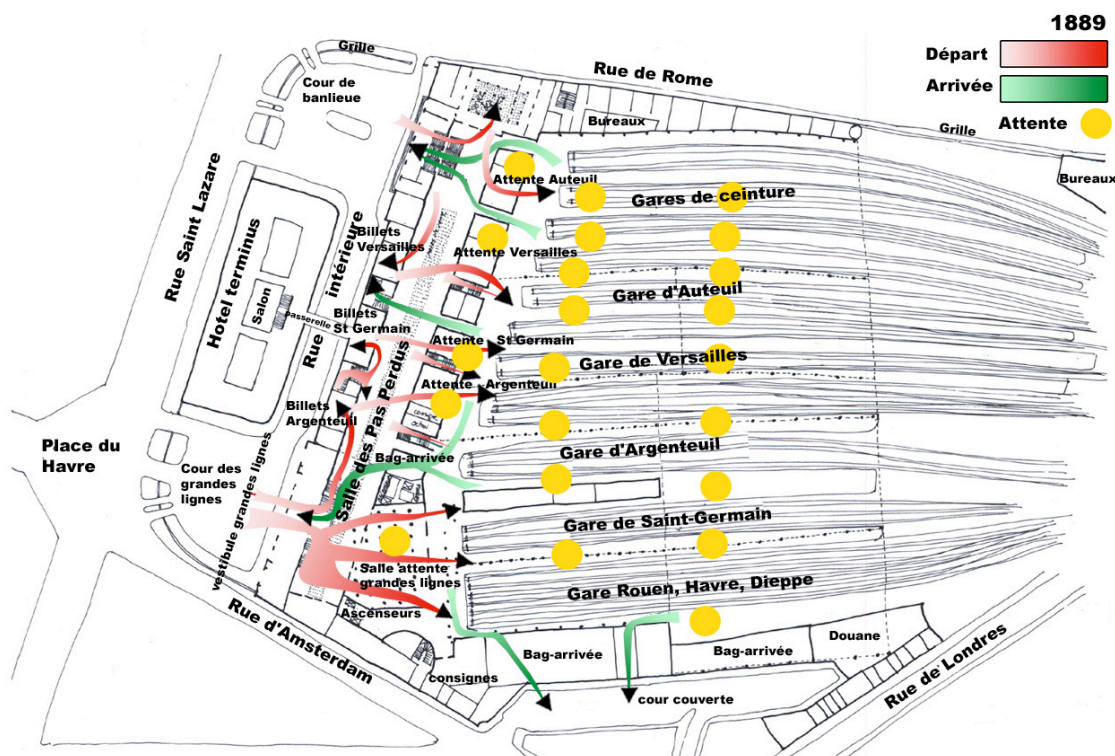 1889
Départ
Arrivée
Attente
Grille
Cour de
banlieue
Rue de Rome
Bureaux
Grille
Bureaux
Rue Saint Lazare
Hotel terminus
Salon
passerelle
Rue intérieure
Billets
Versailles
Attente Auteuil
Attente Versailles
Gares de ceinture
Gare d'Auteuil
Billets
St Germain
Attente St Germain
Gare de Versailles
Attente Argenteuil
Billets
Argenteuil
Salle des Pas Perdus
Bag-arrivée
Gare d'Argenteuil
Place du
Havre
Cour des
grandes
lignes
vestibule grandes lignes
Gare de Saint-Germain
Salle attente
grandes lignes
Gare Rouen, Havre, Dieppe
Ascenseurs
Rue d'Amsterdam
consignes
Bag-arrivée
Bag-arrivée
Douane
cour couverte
Rue de Londres